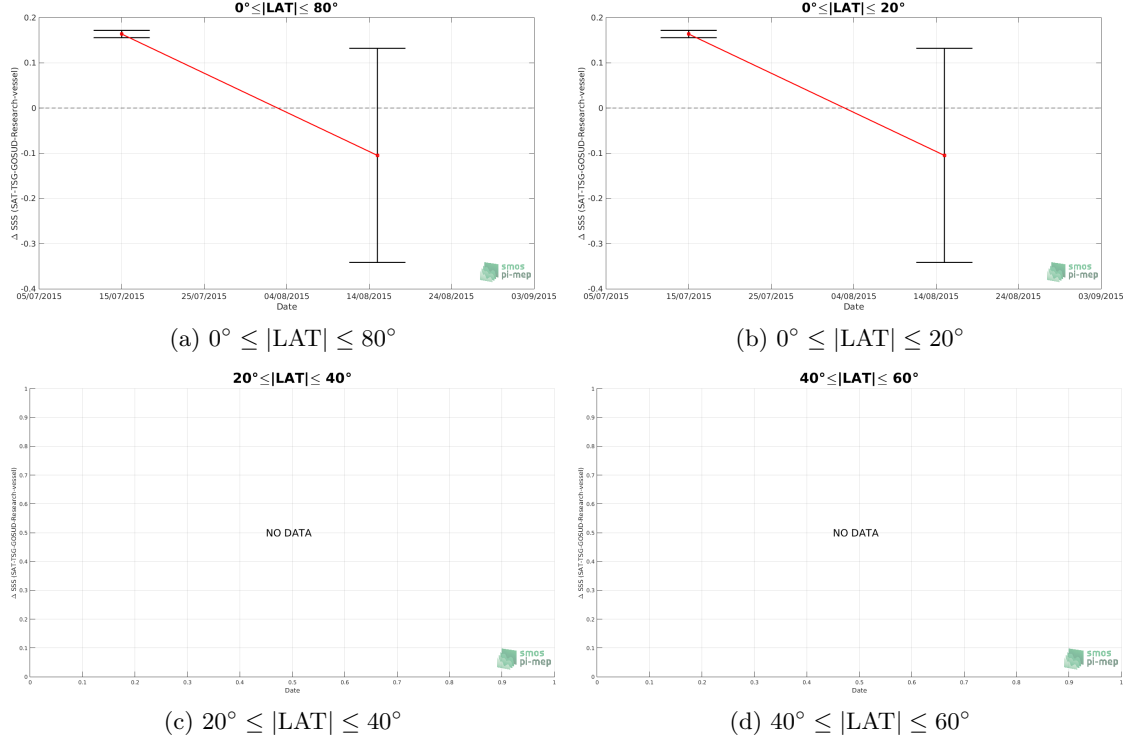 0°≤|LAT|≤ 80°
0.2
0.1
0
-0.1
-0.2
-0.3
-0.4
Δ SSS (SAT-TSG-GOSUD-Research-vessel)
05/07/2015 15/07/2015 25/07/2015 04/08/2015 14/08/2015 24/08/2015 03/09/2015
Date
smos
pi-mep
(a) 0° ≤ |LAT| ≤ 80°
0°≤|LAT|≤ 20°
0.2
0.1
0
-0.1
-0.2
-0.3
-0.4
Δ SSS (SAT-TSG-GOSUD-Research-vessel)
05/07/2015 15/07/2015 25/07/2015 04/08/2015 14/08/2015 24/08/2015 03/09/2015
Date
smos
pi-mep
(b) 0° ≤ |LAT| ≤ 20°
20°≤|LAT|≤ 40°
1
0.9
0.8
0.7
0.6
0.5
0.4
0.3
0.2
0.1
0
Δ SSS (SAT-TSG-GOSUD-Research-vessel)
NO DATA
0 0.1 0.2 0.3 0.4 0.5 0.6 0.7 0.8 0.9 1
Date
smos
pi-mep
(c) 20° ≤ |LAT| ≤ 40°
40°≤|LAT|≤ 60°
1
0.9
0.8
0.7
0.6
0.5
0.4
0.3
0.2
0.1
0
Δ SSS (SAT-TSG-GOSUD-Research-vessel)
NO DATA
0 0.1 0.2 0.3 0.4 0.5 0.6 0.7 0.8 0.9 1
Date
smos
pi-mep
(d) 40° ≤ |LAT| ≤ 60°